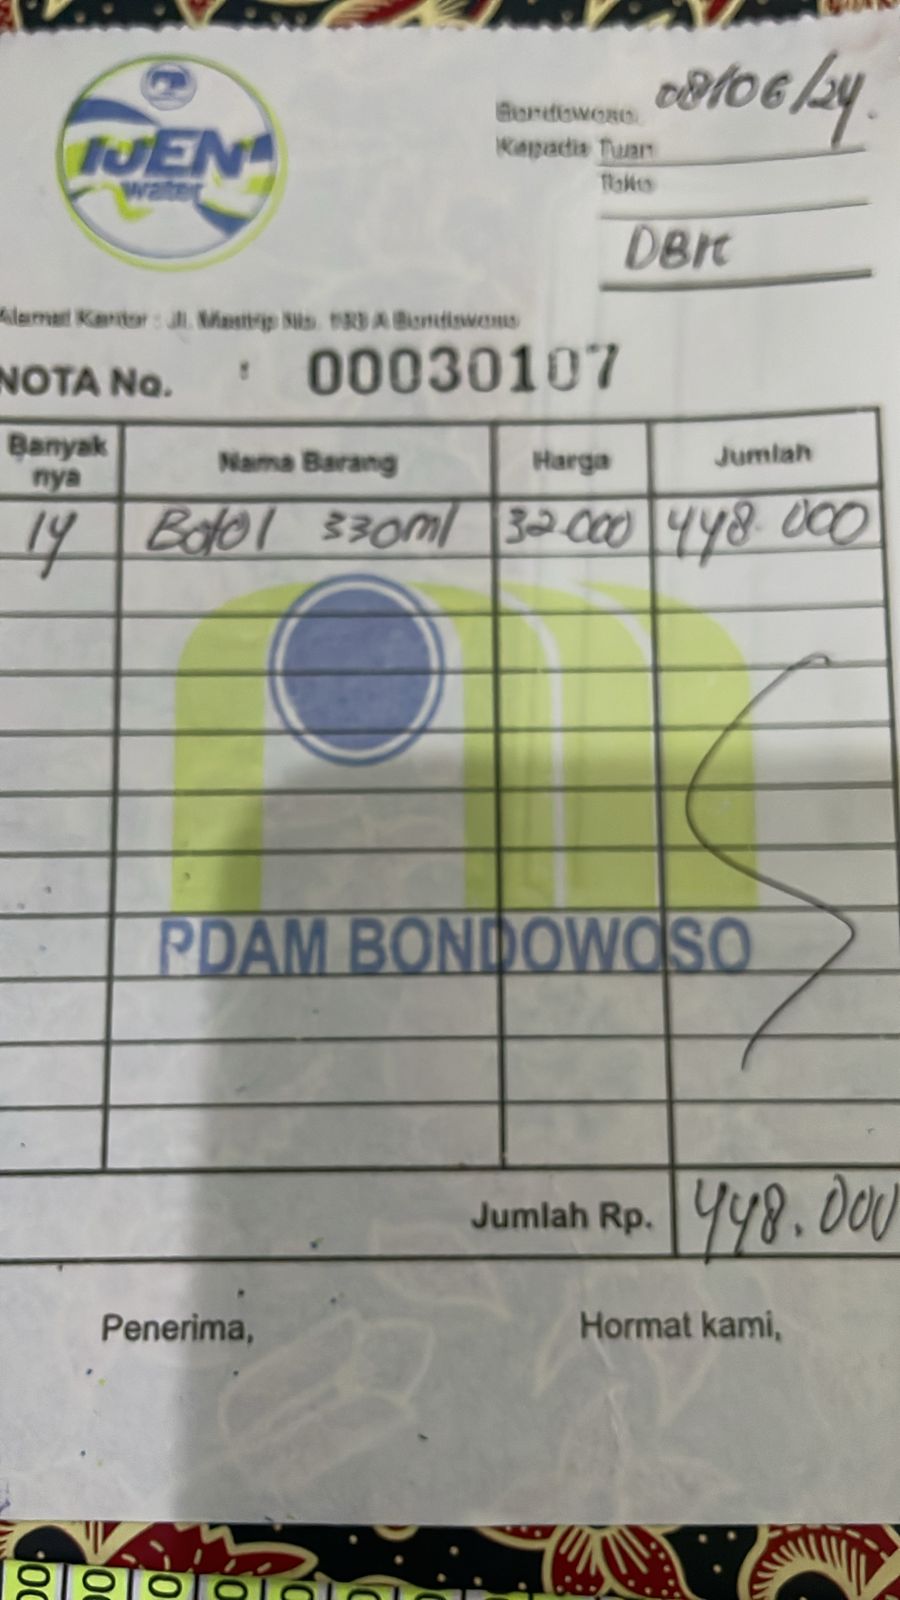 IJEN
water
Bondowoso, 08/06/24.
Kepada Tuan
Toko
DBK
Alamat Kantor : Jl. Mastrip No. A Bondowoso
NOTA No. : 00030107
Banyak nya Nama Barang Harga Jumlah
14 Botol 330ml 32.000 448.000
PDAM BONDOWOSO
Jumlah Rp. 448.000
Penerima, Hormat kami,